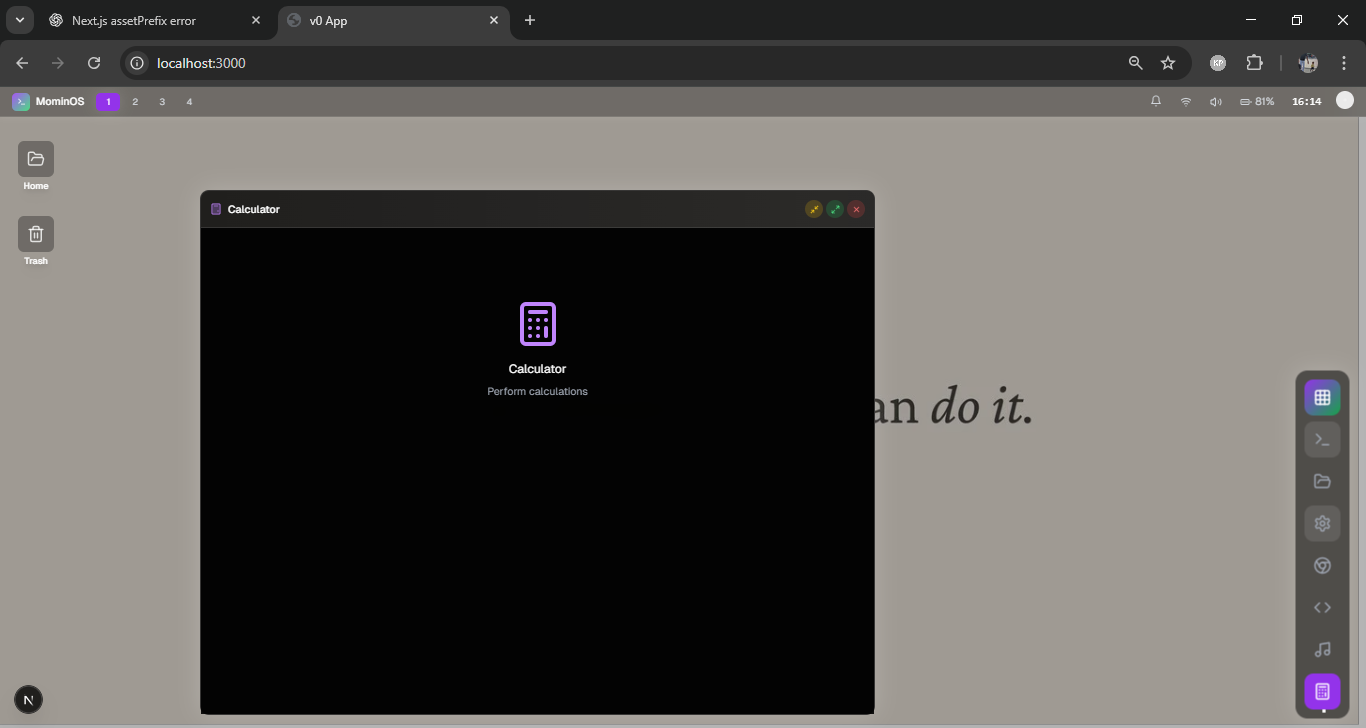 Next.js assetPrefix error
v0 App
localhost:3000
KP
MominOS 1 2 3 4
81% 16:14
Home
Trash
Calculator
Calculator
Perform calculations
an do it.
N